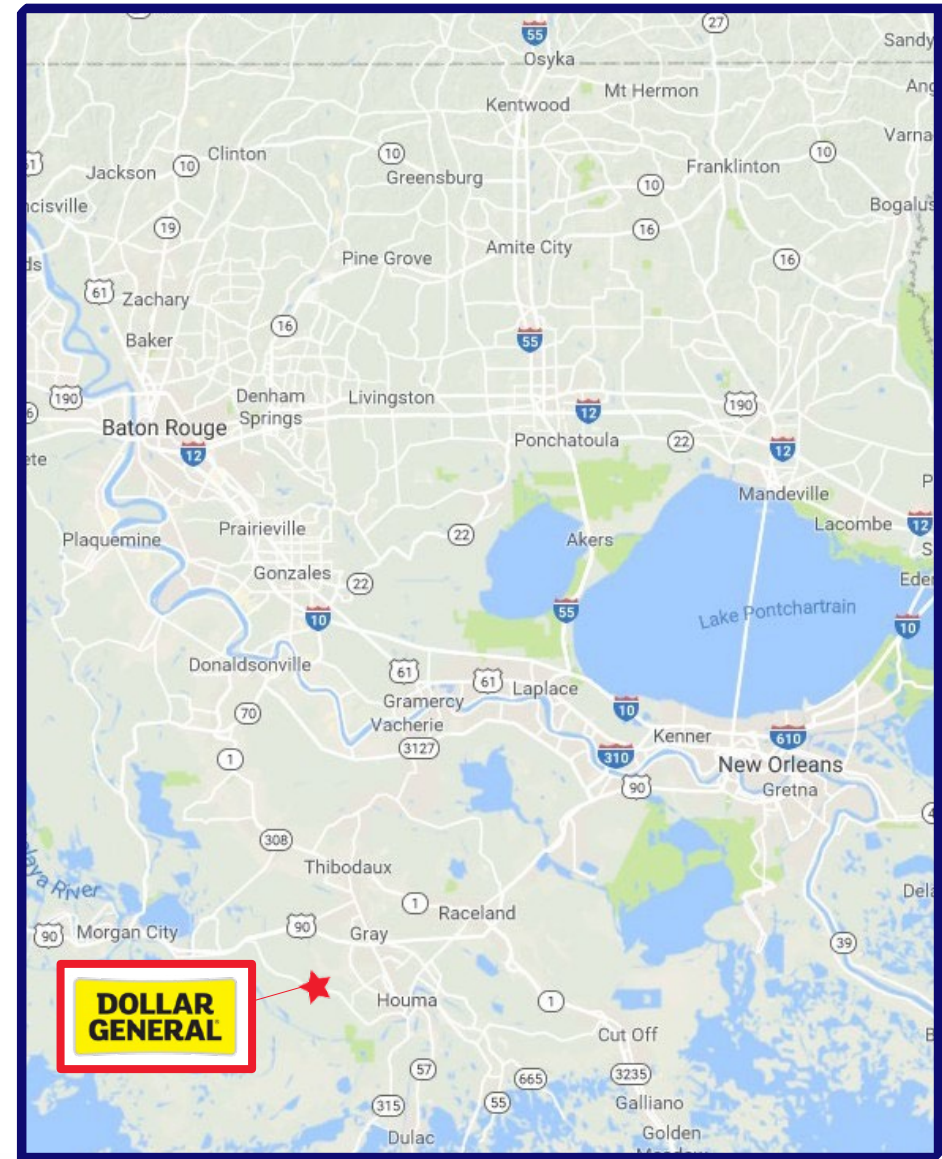 55
27
Osyka
Sandy
Kentwood
Mt Hermon
Clinton
10
Greensburg
Franklinton
10
Varna
Jackson
10
10
Bogalus
19
16
Pine Grove
Amite City
16
61
Zachary
16
Baker
55
190
Denham
Springs
Livingston
12
190
Baton Rouge
12
Ponchatoula
22
12
Mandeville
Plaquemine
Prairieville
22
Akers
Lacombe
12
Gonzales
22
10
55
Lake Pontchartrain
10
Donaldsonville
61
61
Laplace
Gramercy
Vacherie
70
3127
10
1
310
Kenner
610
90
New Orleans
Gretna
308
Thibodaux
River
1
Raceland
90
Morgan City
90
Gray
39
DOLLAR
GENERAL
Houma
1
Cut Off
57
665
3235
315
55
Galliano
Dulac
Golden